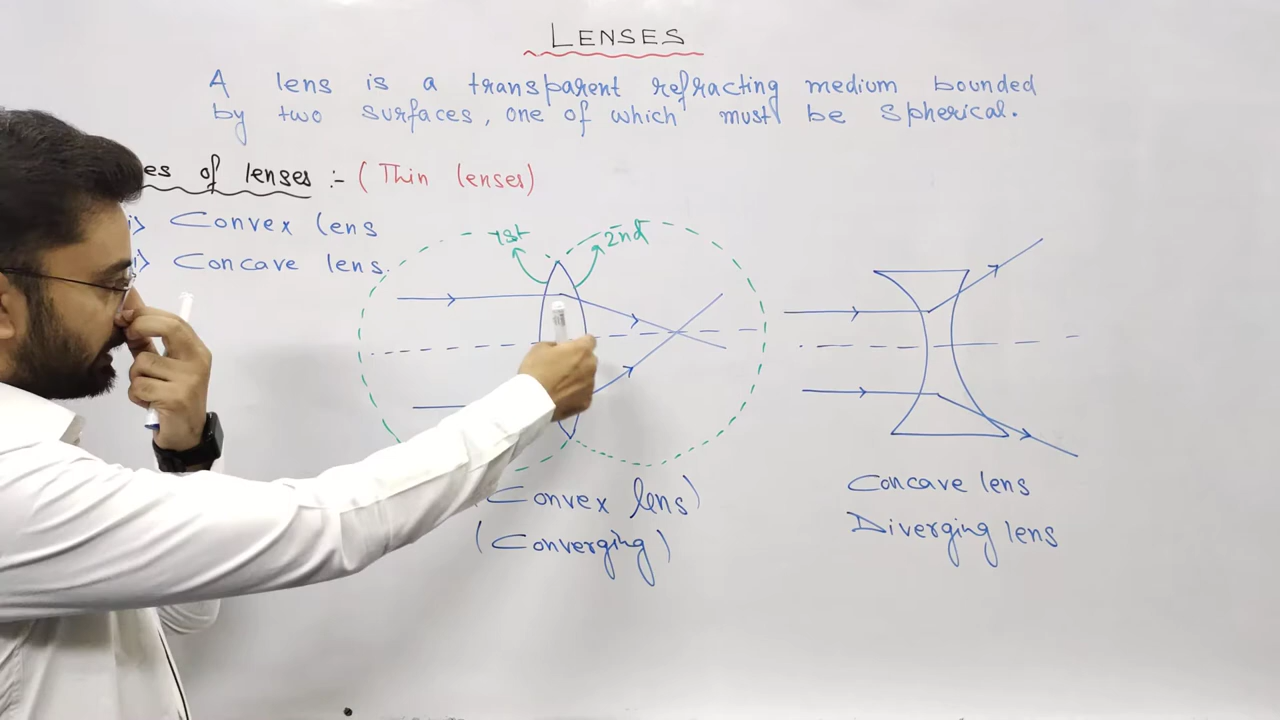 LENSES
A lens is a transparent refracting medium bounded
by two surfaces, one of which must be spherical.
es of lenses :- (Thin lenses)
i) Convex lens
i) Concave lens.
1st
2nd
(Convex lens)
(Converging)
Concave lens
Diverging lens